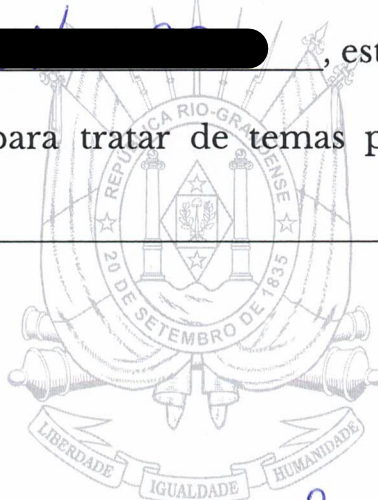 , est
para tratar de temas p
REPÚBLICA RIO-GRANDENSE
20 DE SETEMBRO DE 1835
LIBERDADE
IGUALDADE
HUMANIDADE